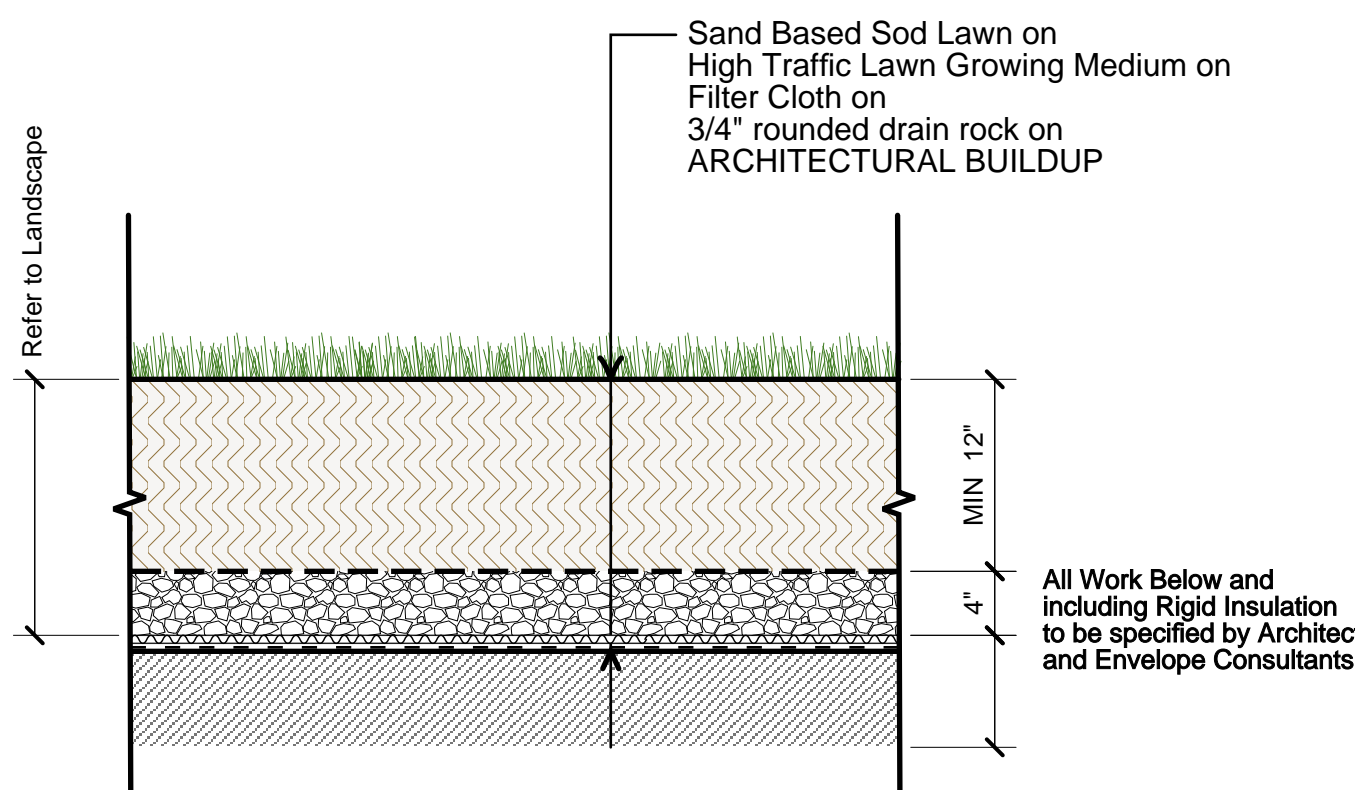 Sand Based Sod Lawn on
High Traffic Lawn Growing Medium on
Filter Cloth on
3/4" rounded drain rock on
ARCHITECTURAL BUILDUP
Refer to Landscape
MIN 12"
4"
All Work Below and
including Rigid Insulation
to be specified by Architec
and Envelope Consultants